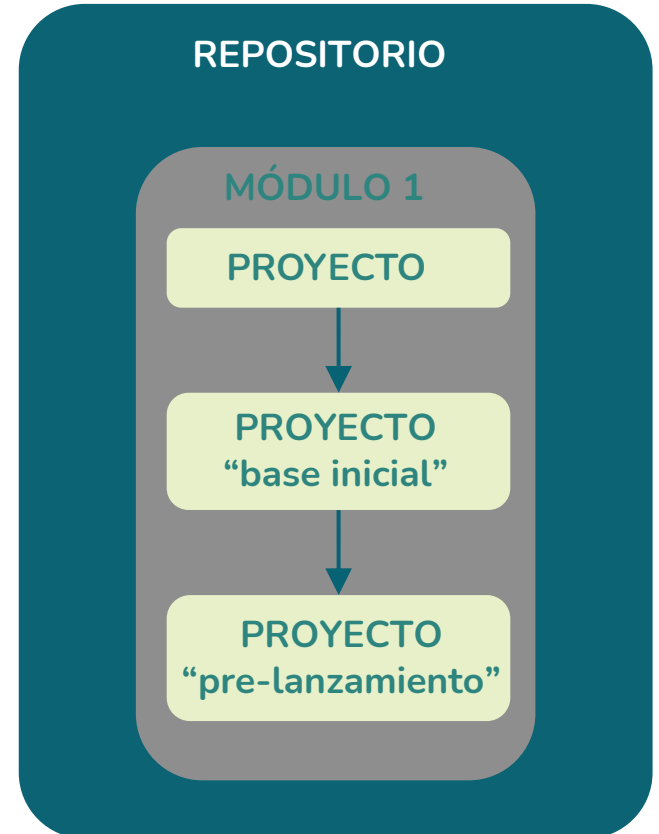 REPOSITORIO
MÓDULO 1
PROYECTO
PROYECTO
“base inicial”
PROYECTO
“pre-lanzamiento”